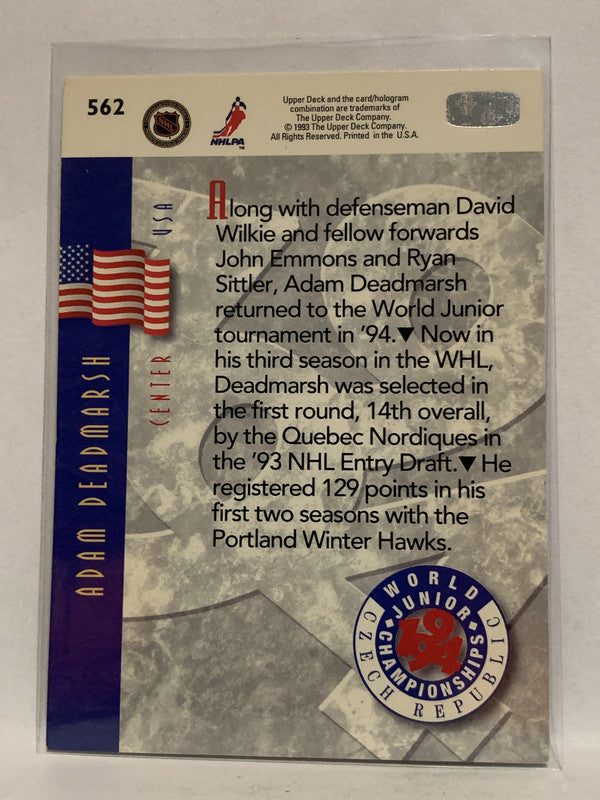 562
NHL
NHLPA
Upper Deck and the card/hologram
combination are trademarks of
The Upper Deck Company.
© 1993 The Upper Deck Company.
All Rights Reserved. Printed in the U.S.A.
USA
CENTER
ADAM DEADMARSH
Along with defenseman David
Wilkie and fellow forwards
John Emmons and Ryan
Sittler, Adam Deadmarsh
returned to the World Junior
tournament in '94.▼ Now in
his third season in the WHL,
Deadmarsh was selected in
the first round, 14th overall,
by the Quebec Nordiques in
the '93 NHL Entry Draft.▼ He
registered 129 points in his
first two seasons with the
Portland Winter Hawks.
WORLD
JUNIOR
1994
CHAMPIONSHIPS
CZECH REPUBLIC